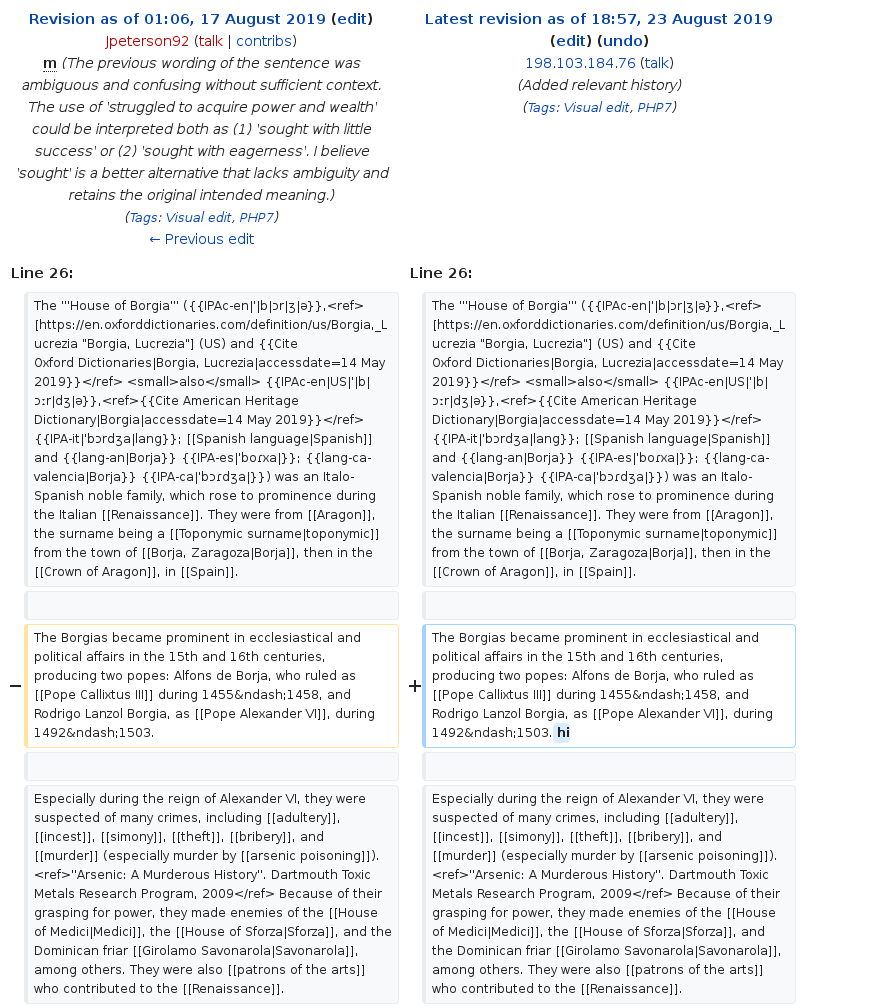 Revision as of 01:06, 17 August 2019 (edit)
Jpeterson92 (talk | contribs)
m (The previous wording of the sentence was
ambiguous and confusing without sufficient context.
The use of 'struggled to acquire power and wealth'
could be interpreted both as (1) 'sought with little
success' or (2) 'sought with eagerness'. I believe
'sought' is a better alternative that lacks ambiguity and
retains the original intended meaning.)
(Tags: Visual edit, PHP7)
← Previous edit
Latest revision as of 18:57, 23 August 2019
(edit) (undo)
198.103.184.76 (talk)
(Added relevant history)
(Tags: Visual edit, PHP7)
Line 26:
The '''House of Borgia''' ({{IPAc-en|ˈ|b|ɔr|ʒ|ə}},<ref>
[https://en.oxforddictionaries.com/definition/us/Borgia,_L
ucrezia "Borgia, Lucrezia"] (US) and {{Cite
Oxford Dictionaries|Borgia, Lucrezia|accessdate=14 May
2019}}</ref> <small>also</small> {{IPAc-en|US|ˈ|b|
ɔːr|dʒ|ə}},<ref>{{Cite American Heritage
Dictionary|Borgia|accessdate=14 May 2019}}</ref>
{{IPA-it|ˈbɔrdʒa|lang}}; [[Spanish language|Spanish]]
and {{lang-an|Borja}} {{IPA-es|ˈboɾxa|}}; {{lang-ca-
valencia|Borja}} {{IPA-ca|ˈbɔɾdʒa|}}) was an Italo-
Spanish noble family, which rose to prominence during
the Italian [[Renaissance]]. They were from [[Aragon]],
the surname being a [[Toponymic surname|toponymic]]
from the town of [[Borja, Zaragoza|Borja]], then in the
[[Crown of Aragon]], in [[Spain]].
− The Borgias became prominent in ecclesiastical and
political affairs in the 15th and 16th centuries,
producing two popes: Alfons de Borja, who ruled as
[[Pope Callixtus III]] during 1455&ndash;1458, and
Rodrigo Lanzol Borgia, as [[Pope Alexander VI]], during
1492&ndash;1503.
Especially during the reign of Alexander VI, they were
suspected of many crimes, including [[adultery]],
[[incest]], [[simony]], [[theft]], [[bribery]], and
[[murder]] (especially murder by [[arsenic poisoning]]).
<ref>"Arsenic: A Murderous History". Dartmouth Toxic
Metals Research Program, 2009</ref> Because of their
grasping for power, they made enemies of the [[House
of Medici|Medici]], the [[House of Sforza|Sforza]], and the
Dominican friar [[Girolamo Savonarola|Savonarola]],
among others. They were also [[patrons of the arts]]
who contributed to the [[Renaissance]].
Line 26:
The '''House of Borgia''' ({{IPAc-en|ˈ|b|ɔr|ʒ|ə}},<ref>
[https://en.oxforddictionaries.com/definition/us/Borgia,_L
ucrezia "Borgia, Lucrezia"] (US) and {{Cite
Oxford Dictionaries|Borgia, Lucrezia|accessdate=14 May
2019}}</ref> <small>also</small> {{IPAc-en|US|ˈ|b|
ɔːr|dʒ|ə}},<ref>{{Cite American Heritage
Dictionary|Borgia|accessdate=14 May 2019}}</ref>
{{IPA-it|ˈbɔrdʒa|lang}}; [[Spanish language|Spanish]]
and {{lang-an|Borja}} {{IPA-es|ˈboɾxa|}}; {{lang-ca-
valencia|Borja}} {{IPA-ca|ˈbɔɾdʒa|}}) was an Italo-
Spanish noble family, which rose to prominence during
the Italian [[Renaissance]]. They were from [[Aragon]],
the surname being a [[Toponymic surname|toponymic]]
from the town of [[Borja, Zaragoza|Borja]], then in the
[[Crown of Aragon]], in [[Spain]].
+ The Borgias became prominent in ecclesiastical and
political affairs in the 15th and 16th centuries,
producing two popes: Alfons de Borja, who ruled as
[[Pope Callixtus III]] during 1455&ndash;1458, and
Rodrigo Lanzol Borgia, as [[Pope Alexander VI]], during
1492&ndash;1503. hi
Especially during the reign of Alexander VI, they were
suspected of many crimes, including [[adultery]],
[[incest]], [[simony]], [[theft]], [[bribery]], and
[[murder]] (especially murder by [[arsenic poisoning]]).
<ref>"Arsenic: A Murderous History". Dartmouth Toxic
Metals Research Program, 2009</ref> Because of their
grasping for power, they made enemies of the [[House
of Medici|Medici]], the [[House of Sforza|Sforza]], and
the Dominican friar [[Girolamo Savonarola|Savonarola]],
among others. They were also [[patrons of the arts]]
who contributed to the [[Renaissance]].